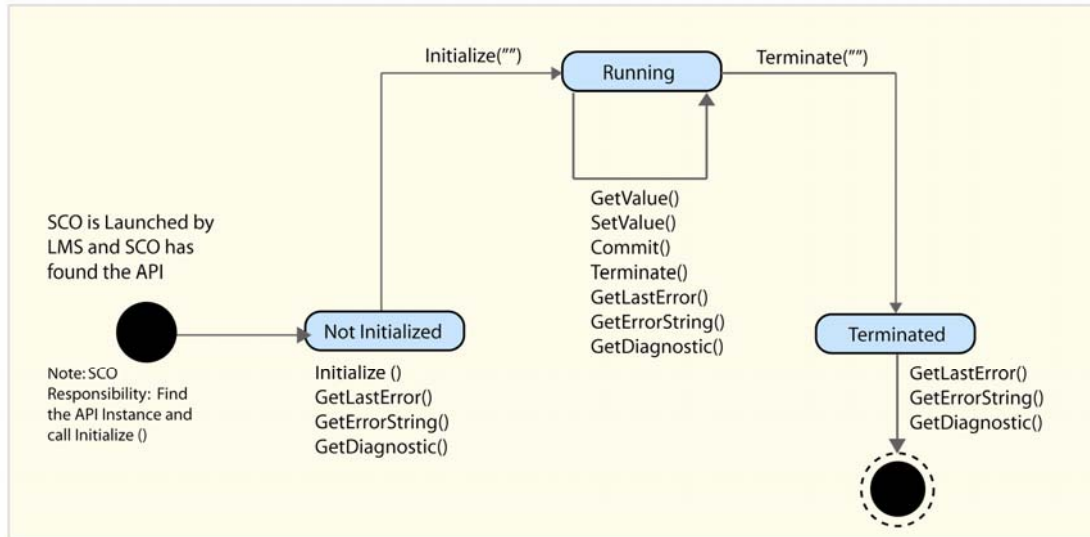 Initialize(””)
Running
Terminate(””)
GetValue()
SetValue()
Commit()
Terminate()
GetLastError()
GetErrorString()
GetDiagnostic()
SCO is Launched by
LMS and SCO has
found the API
Not Initialized
Terminated
Note: SCO
Responsibility: Find
the API Instance and
call Initialize ()
Initialize ()
GetLastError()
GetErrorString()
GetDiagnostic()
GetLastError()
GetErrorString()
GetDiagnostic()